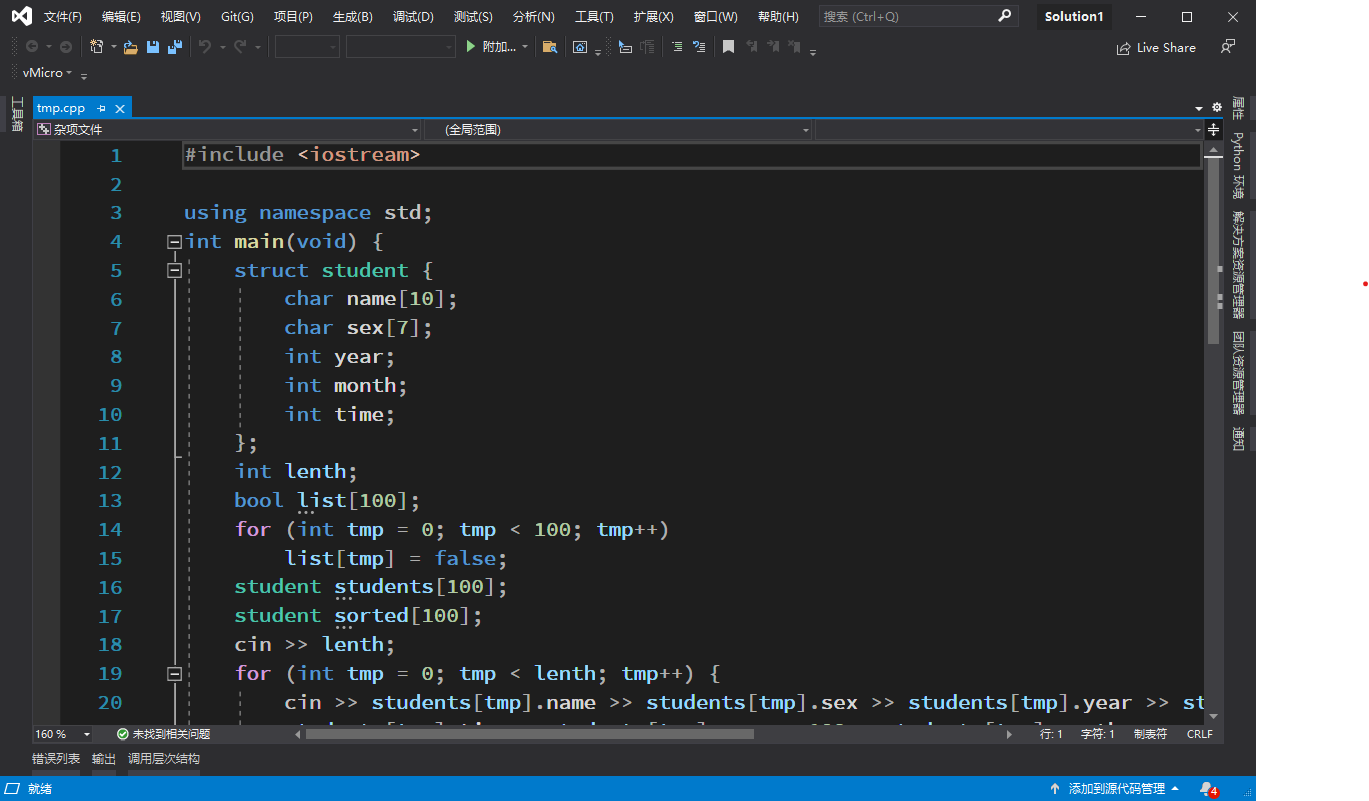 文件(F) 编辑(E) 视图(V) Git(G) 项目(P) 生成(B) 调试(D) 测试(S) 分析(N) 工具(T) 扩展(X) 窗口(W) 帮助(H) 搜索 (Ctrl+Q) Solution1
附加... Live Share
vMicro
工具箱
tmp.cpp
杂项文件 (全局范围)
1 #include <iostream>
2
3 using namespace std;
4 int main(void) {
5 struct student {
6 char name[10];
7 char sex[7];
8 int year;
9 int month;
10 int time;
11 };
12 int lenth;
13 bool list[100];
14 for (int tmp = 0; tmp < 100; tmp++)
15 list[tmp] = false;
16 student students[100];
17 student sorted[100];
18 cin >> lenth;
19 for (int tmp = 0; tmp < lenth; tmp++) {
20 cin >> students[tmp].name >> students[tmp].sex >> students[tmp].year >> st
属性
Python 环境
解决方案资源管理器
团队资源管理器
通知
160 % 未找到相关问题 行: 1 字符: 1 制表符 CRLF
错误列表 输出 调用层次结构
就绪 添加到源代码管理 4